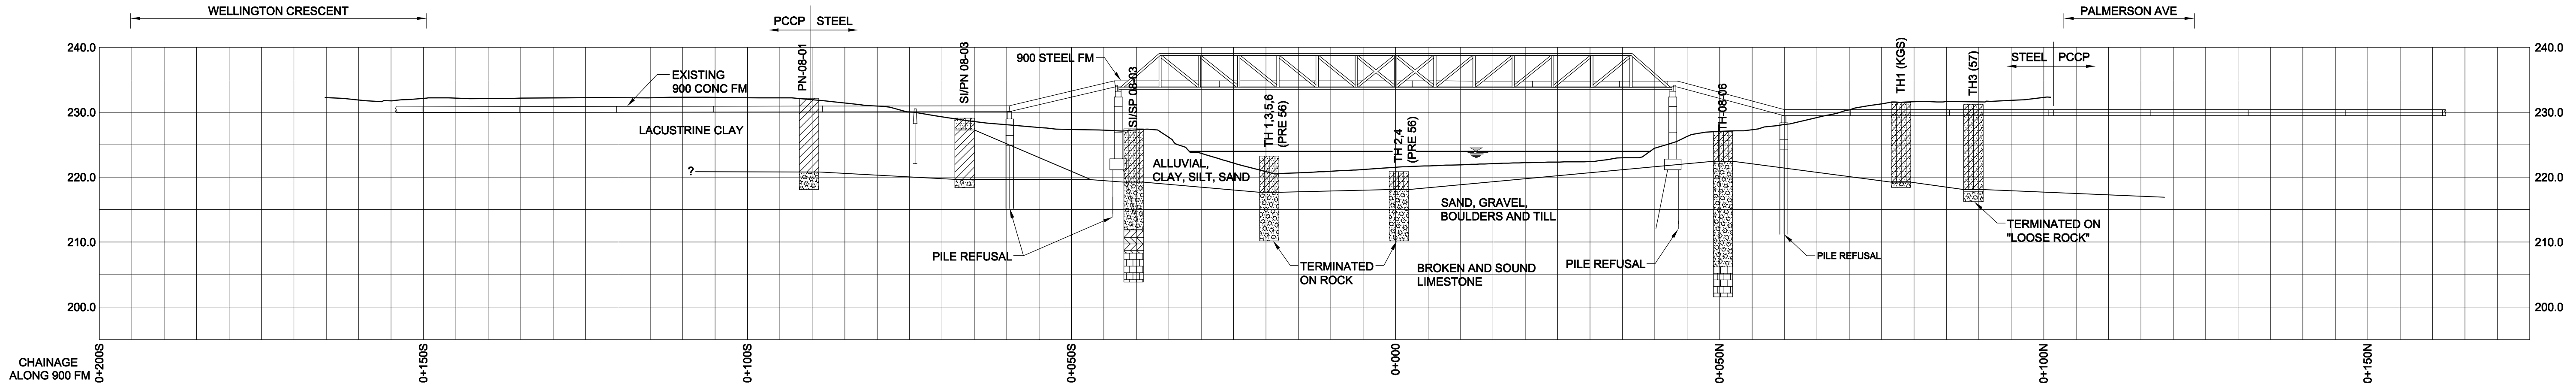 WELLINGTON CRESCENT
PCCP STEEL
PALMERSON AVE
STEEL PCCP
240.0
240.0
230.0
230.0
220.0
220.0
210.0
210.0
200.0
200.0
EXISTING
900 CONC FM
LACUSTRINE CLAY
?
PN-08-01
SI/PN 08-03
900 STEEL FM
SI/SP 08-03
ALLUVIAL,
CLAY, SILT, SAND
TH 1,3,5,6
(PRE 56)
TH 2,4
(PRE 56)
SAND, GRAVEL,
BOULDERS AND TILL
TH-08-06
TH1 (KGS)
TH3 (57)
PILE REFUSAL
TERMINATED
ON ROCK
BROKEN AND SOUND
LIMESTONE
PILE REFUSAL
PILE REFUSAL
TERMINATED ON
"LOOSE ROCK"
CHAINAGE
ALONG 900 FM
0+200S
0+150S
0+100S
0+050S
0+000
0+050N
0+100N
0+150N